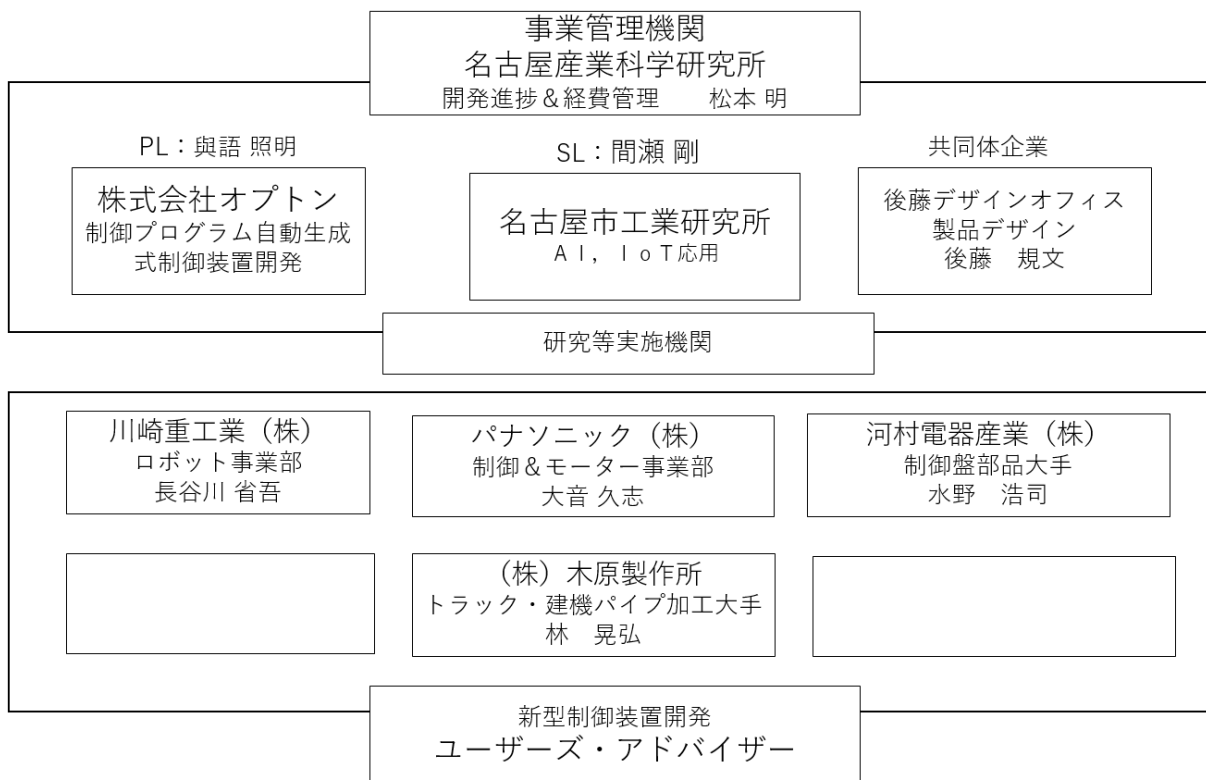 事業管理機関
名古屋産業科学研究所
開発進捗&経費管理　　松本 明
PL：與語 照明
SL：間瀬 剛
共同体企業
株式会社オプトン
制御プログラム自動生成
式制御装置開発
名古屋市工業研究所
ＡＩ，ＩｏＴ応用
後藤デザインオフィス
製品デザイン
後藤　規文
研究等実施機関
川崎重工業（株）
ロボット事業部
長谷川 省吾
パナソニック（株）
制御&モーター事業部
大音 久志
河村電器産業（株）
制御盤部品大手
水野　浩司
（株）木原製作所
トラック・建機パイプ加工大手
林　晃弘
新型制御装置開発
ユーザーズ・アドバイザー